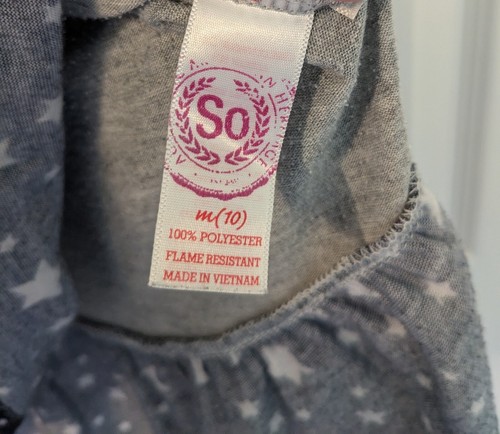 So
m(10)
100% POLYESTER
FLAME RESISTANT
MADE IN VIETNAM